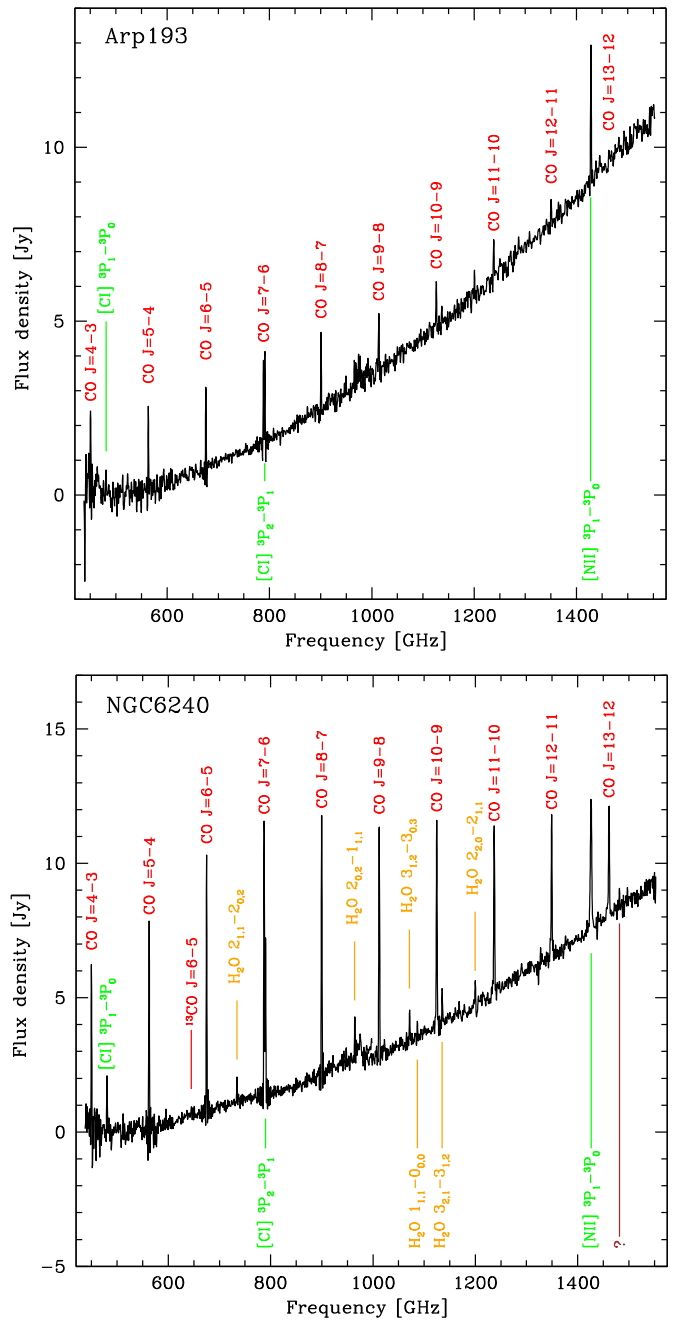 Arp193
CO J=4−3
[CI] ³P₁−³P₀
CO J=5−4
CO J=6−5
CO J=7−6
CO J=8−7
CO J=9−8
CO J=10−9
CO J=11−10
CO J=12−11
CO J=13−12
[CI] ³P₂−³P₁
[NII] ³P₁−³P₀
10
5
0
Flux density [Jy]
600 800 1000 1200 1400
Frequency [GHz]
NGC6240
CO J=4−3
[CI] ³P₁−³P₀
CO J=5−4
¹³CO J=6−5
CO J=6−5
H₂O 2₁,₁−2₀,₂
CO J=7−6
CO J=8−7
H₂O 2₀,₂−1₁,₁
CO J=9−8
H₂O 3₁,₂−3₀,₃
CO J=10−9
H₂O 2₂,₀−2₁,₁
CO J=11−10
CO J=12−11
CO J=13−12
[CI] ³P₂−³P₁
H₂O 1₁,₁−0₀,₀
H₂O 3₂,₁−3₁,₂
[NII] ³P₁−³P₀
?
15
10
5
0
−5
Flux density [Jy]
600 800 1000 1200 1400
Frequency [GHz]